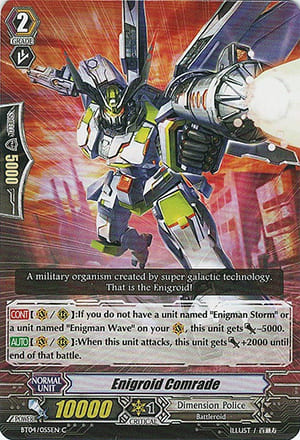 2
GRADE
5000
SHIELD
A military organism created by super galactic technology.
That is the Enigroid!
CONT [V / R]:If you do not have a unit named "Enigman Storm" or
a unit named "Enigman Wave" on your V, this unit gets -5000.
AUTO [V / R]:When this unit attacks, this unit gets +2000 until
end of that battle.
NORMAL
UNIT
Enigroid Comrade
POWER
10000
1
CRITICAL
Dimension Police
Battleroid
BT04/055EN C
ILLUST /